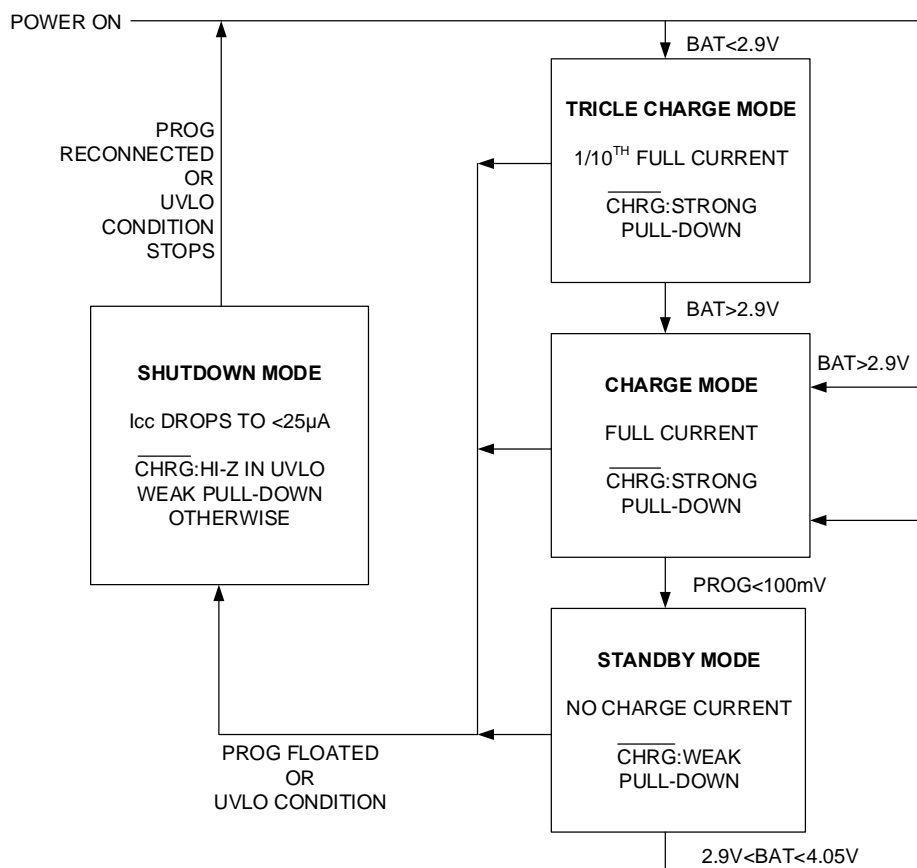 POWER ON
BAT<2.9V
TRICLE CHARGE MODE
1/10TH FULL CURRENT
CHRG:STRONG
PULL-DOWN
PROG
RECONNECTED
OR
UVLO
CONDITION
STOPS
BAT>2.9V
SHUTDOWN MODE
Icc DROPS TO <25µA
CHRG:HI-Z IN UVLO
WEAK PULL-DOWN
OTHERWISE
CHARGE MODE
FULL CURRENT
CHRG:STRONG
PULL-DOWN
BAT>2.9V
PROG<100mV
STANDBY MODE
NO CHARGE CURRENT
CHRG:WEAK
PULL-DOWN
PROG FLOATED
OR
UVLO CONDITION
2.9V<BAT<4.05V